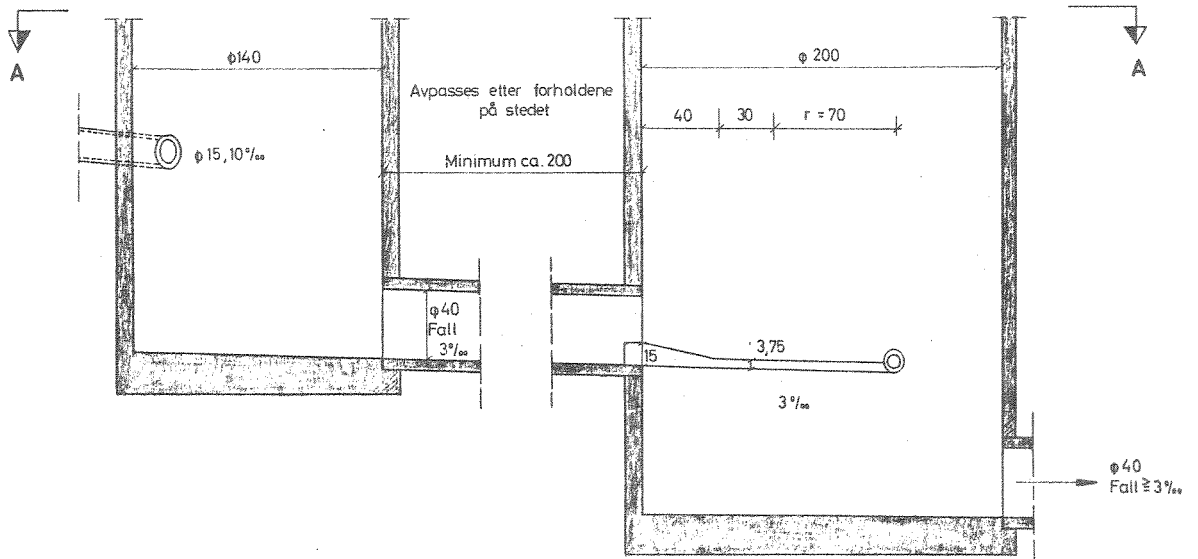 A
A
φ140
φ 200
Avpasses etter forholdene
på stedet
40
30
r = 70
φ 15, 10‰
Minimum ca. 200
φ40
Fall
3‰
15
3,75
3‰
φ40
Fall ≧ 3‰